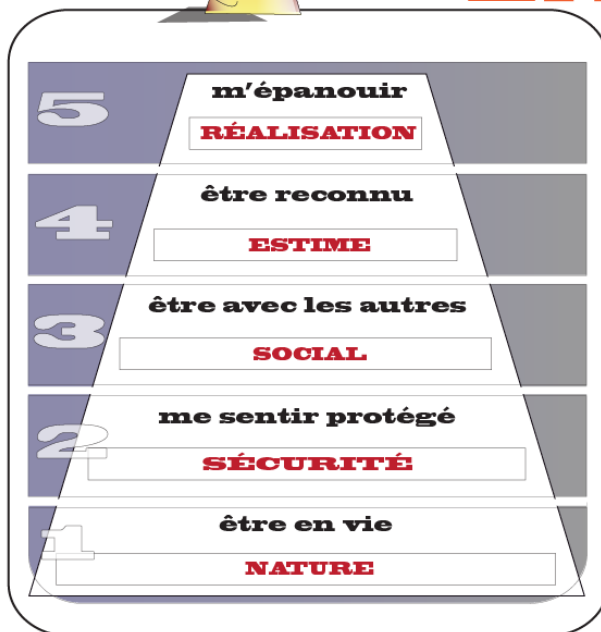 5
m'épanouir
RÉALISATION
4
être reconnu
ESTIME
3
être avec les autres
SOCIAL
2
me sentir protégé
SÉCURITÉ
1
être en vie
NATURE